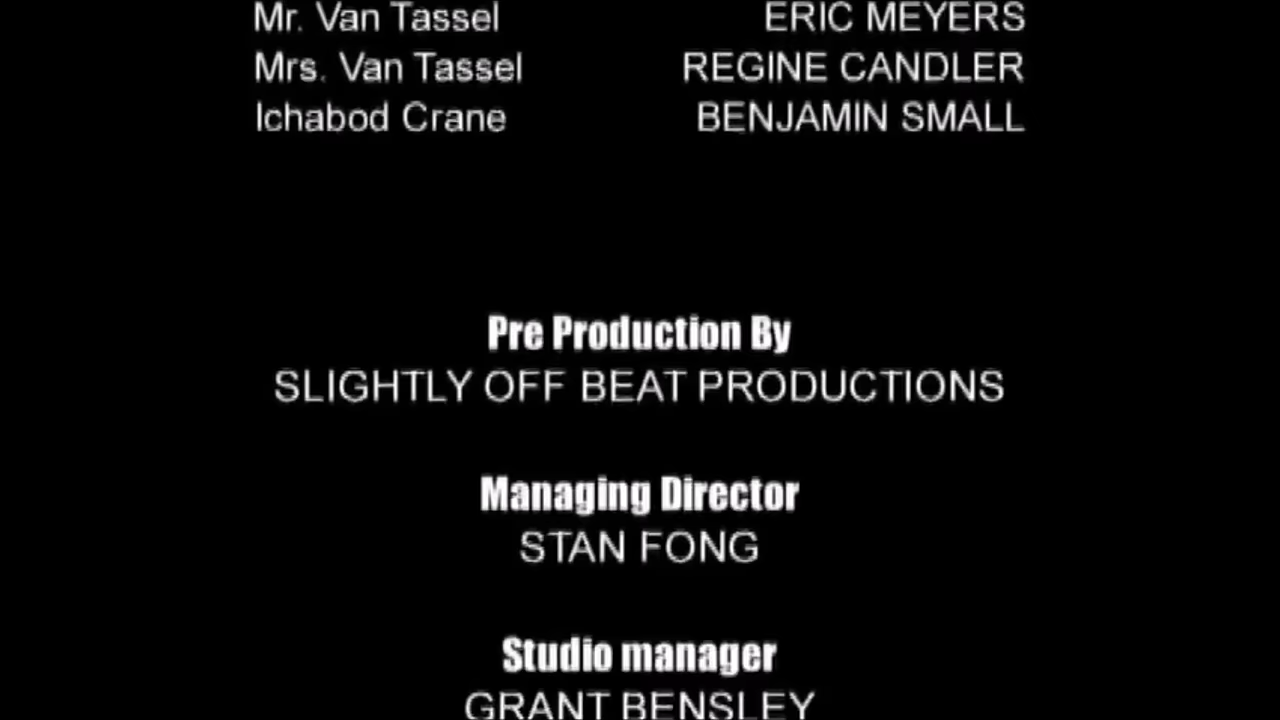 Mr. Van Tassel ERIC MEYERS
Mrs. Van Tassel REGINE CANDLER
Ichabod Crane BENJAMIN SMALL
Pre Production By
SLIGHTLY OFF BEAT PRODUCTIONS
Managing Director
STAN FONG
Studio manager
GRANT BENSLEY